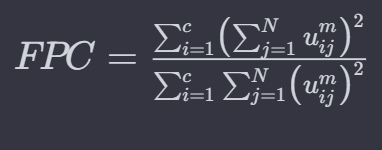 FPC = \frac{\sum_{i=1}^{c} \left( \sum_{j=1}^{N} u_{ij}^{m} \right)^2}{\sum_{i=1}^{c} \sum_{j=1}^{N} \left( u_{ij}^{m} \right)^2}